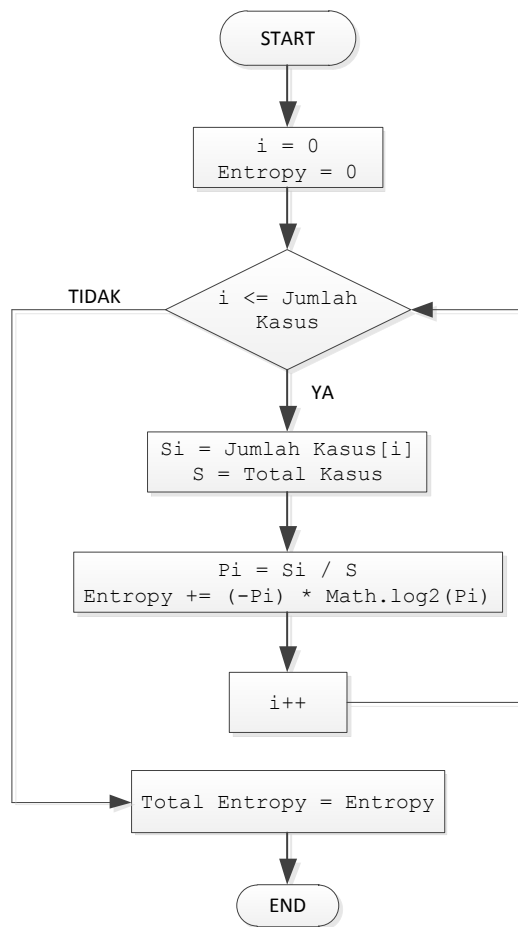 START
i = 0
Entropy = 0
i <= Jumlah
Kasus
TIDAK
YA
Si = Jumlah Kasus[i]
S = Total Kasus
Pi = Si / S
Entropy += (-Pi) * Math.log2(Pi)
i++
Total Entropy = Entropy
END